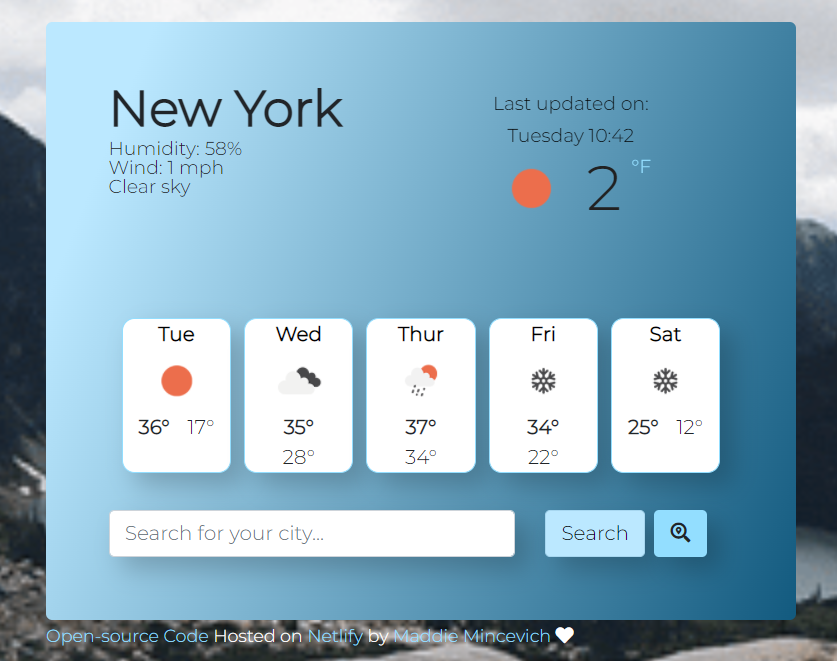 New York
Humidity: 58%
Wind: 1 mph
Clear sky
Last updated on:
Tuesday 10:42
2 °F
Tue
36° 17°
Wed
35°
28°
Thur
37°
34°
Fri
34°
22°
Sat
25° 12°
Search for your city...
Search
Open-source Code Hosted on Netlify by Maddie Mincevich